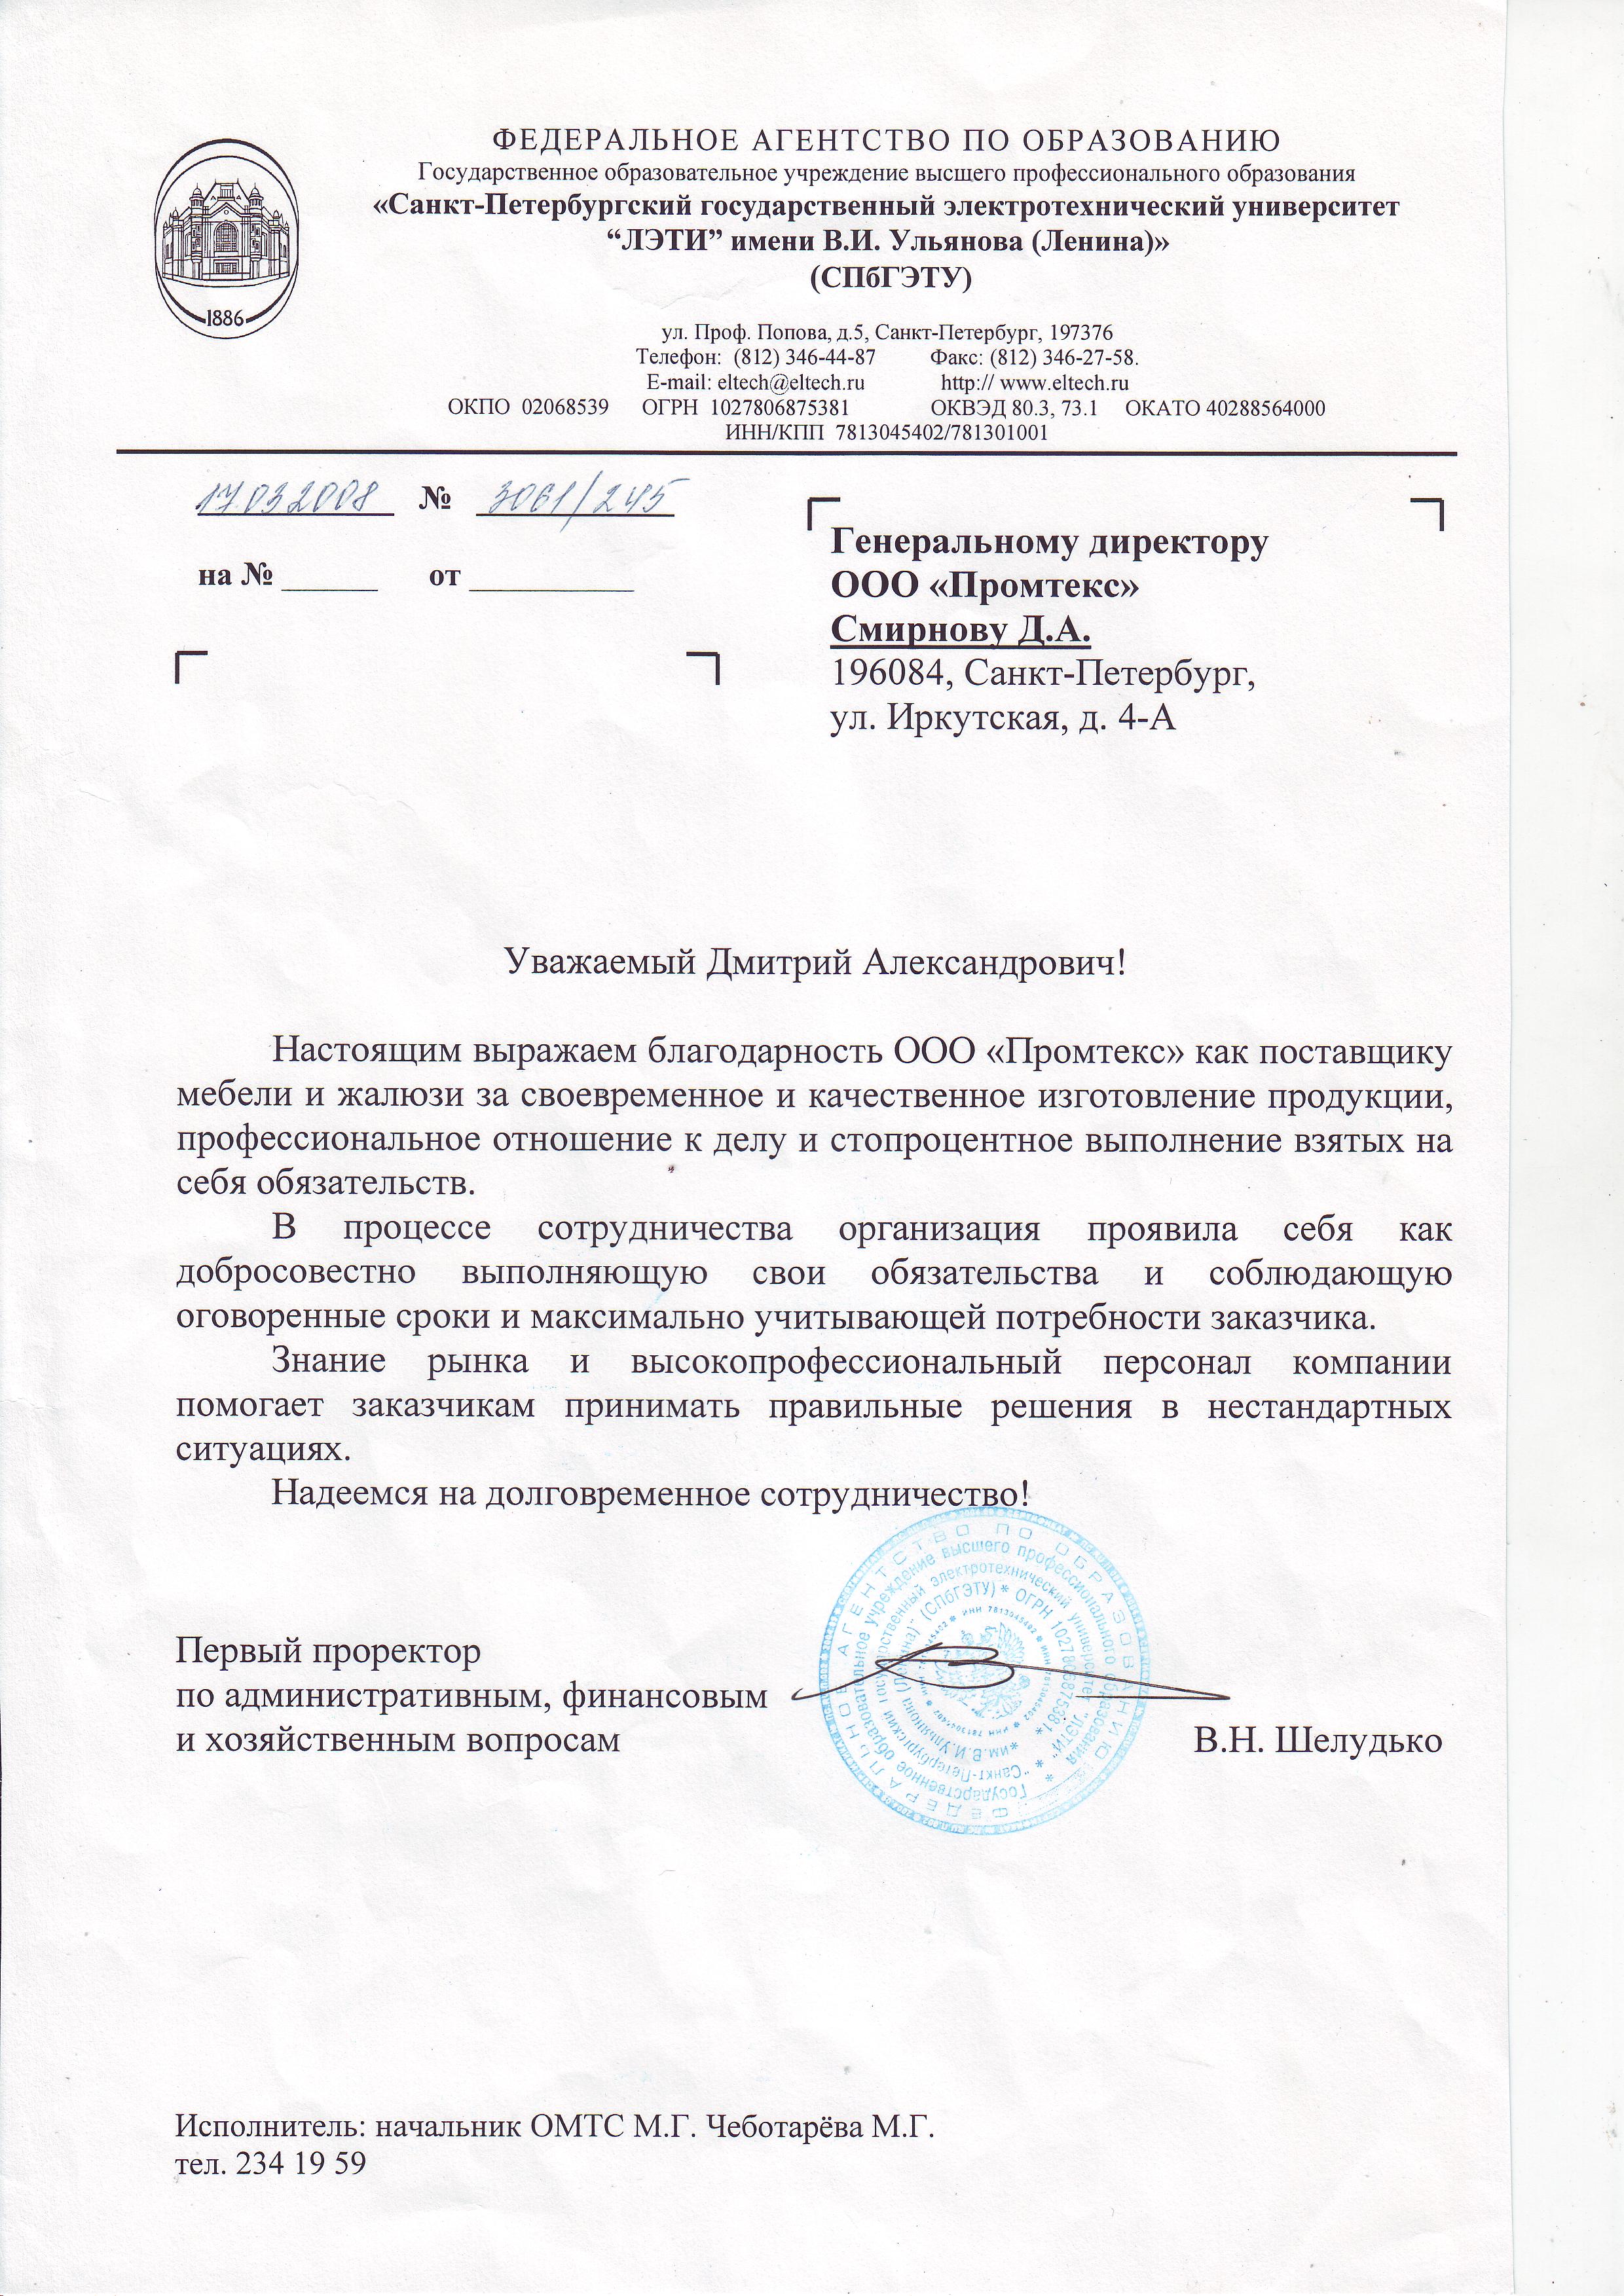 ФЕДЕРАЛЬНОЕ АГЕНТСТВО ПО ОБРАЗОВАНИЮ
Государственное образовательное учреждение высшего профессионального образования
«Санкт-Петербургский государственный электротехнический университет
“ЛЭТИ” имени В.И. Ульянова (Ленина)»
(СПбГЭТУ)
1886
ул. Проф. Попова, д.5, Санкт-Петербург, 197376
Телефон: (812) 346-44-87 Факс: (812) 346-27-58.
E-mail: eltech@eltech.ru http:// www.eltech.ru
ОКПО 02068539 ОГРН 1027806875381 ОКВЭД 80.3, 73.1 ОКАТО 40288564000
ИНН/КПП 7813045402/781301001
17.03.2008 № 3061/245
на № ______ от __________
Генеральному директору
ООО «Промтекс»
Смирнову Д.А.
196084, Санкт-Петербург,
ул. Иркутская, д. 4-А
Уважаемый Дмитрий Александрович!
Настоящим выражаем благодарность ООО «Промтекс» как поставщику
мебели и жалюзи за своевременное и качественное изготовление продукции,
профессиональное отношение к делу и стопроцентное выполнение взятых на
себя обязательств.
В процессе сотрудничества организация проявила себя как
добросовестно выполняющую свои обязательства и соблюдающую
оговоренные сроки и максимально учитывающей потребности заказчика.
Знание рынка и высокопрофессиональный персонал компании
помогает заказчикам принимать правильные решения в нестандартных
ситуациях.
Надеемся на долговременное сотрудничество!
ФЕДЕРАЛЬНОЕ АГЕНТСТВО ПО ОБРАЗОВАНИЮ
Государственное образовательное учреждение высшего профессионального образования
"Санкт-Петербургский государственный электротехнический университет "ЛЭТИ"
им. В.И.Ульянова (Ленина)" (СПбГЭТУ) * ОГРН 1027806875381 *
ИНН 7813045402
Первый проректор
по административным, финансовым
и хозяйственным вопросам В.Н. Шелудько
Исполнитель: начальник ОМТС М.Г. Чеботарёва М.Г.
тел. 234 19 59